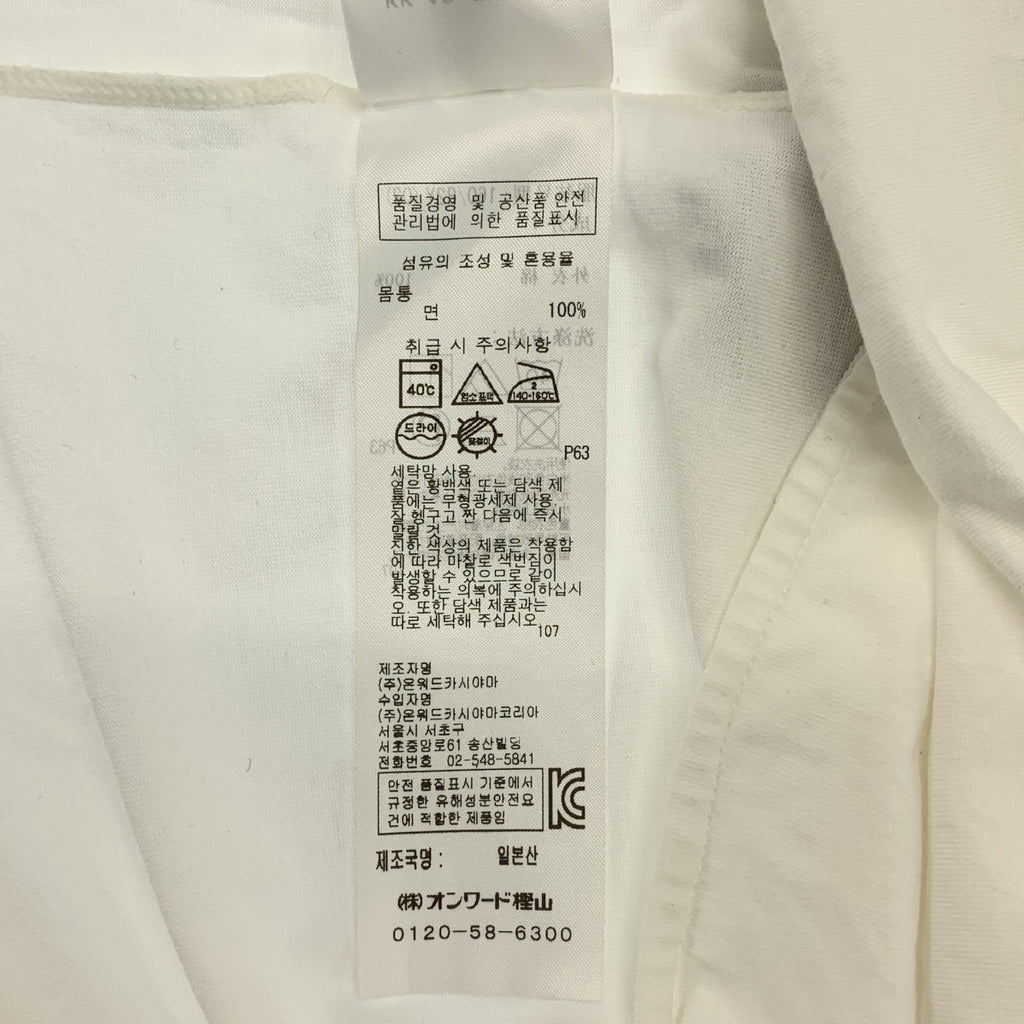 품질경영 및 공산품 안전
관리법에 의한 품질표시
섬유의 조성 및 혼용율
몸통
면 100%
취급 시 주의사항
40℃
염소표백
2
140-160℃
드라이
P63
세탁망 사용.
옅은 황백색 또는 담색 제
품에는 무형광세제 사용.
잘 헹구고 짠 다음에 즉시
말릴 것.
진한 색상의 제품은 착용함
에 따라 마찰로 색번짐이
발생할 수 있으므로 같이
착용하는 의복에 주의하십시
오. 또한 담색 제품과는
따로 세탁해 주십시오.
107
제조자명
(주)온워드카시야마
수입자명
(주)온워드카시야마코리아
서울시 서초구
서초중앙로61 송산빌딩
전화번호 02-548-5841
안전 품질표시 기준에서
규정한 유해성분안전요
건에 적합한 제품임
제조국명: 일본산
(株)オンワード樫山
0120-58-6300